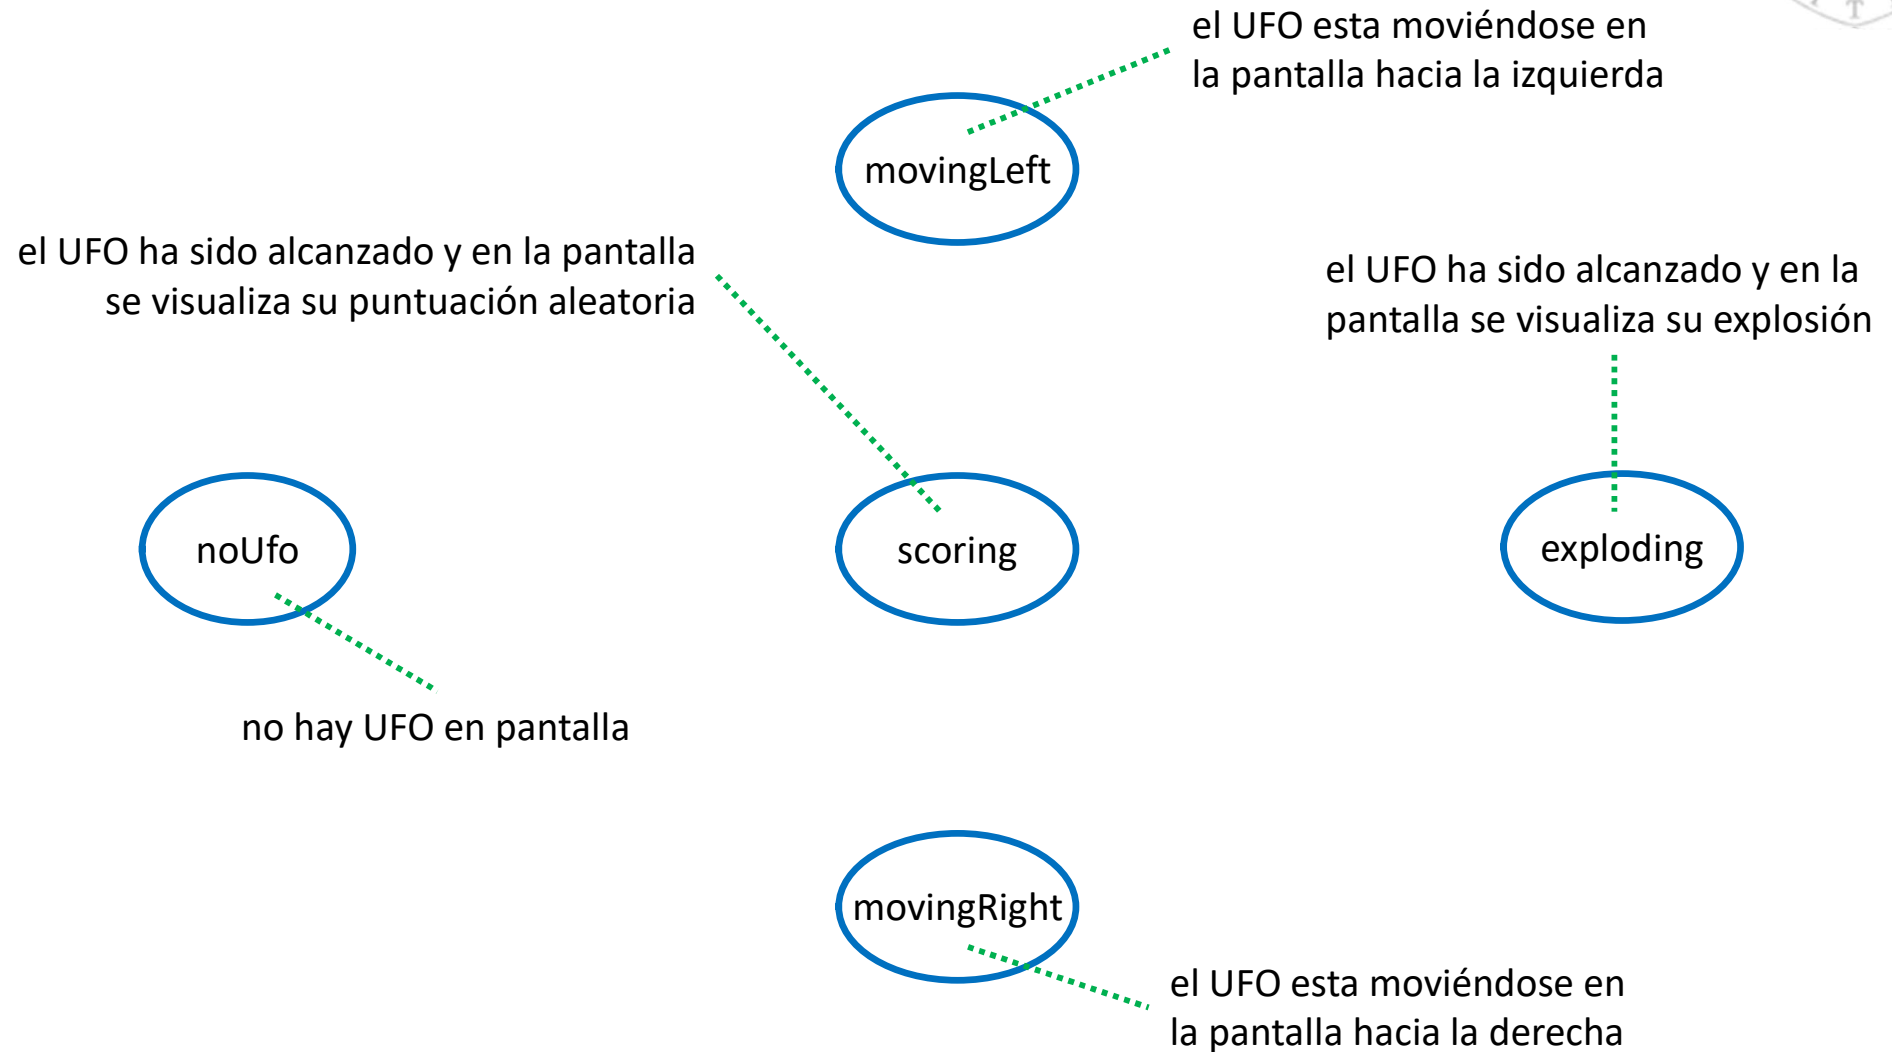 el UFO esta moviéndose en
la pantalla hacia la izquierda
movingLeft
el UFO ha sido alcanzado y en la pantalla
se visualiza su puntuación aleatoria
el UFO ha sido alcanzado y en la
pantalla se visualiza su explosión
noUfo
scoring
exploding
no hay UFO en pantalla
movingRight
el UFO esta moviéndose en
la pantalla hacia la derecha